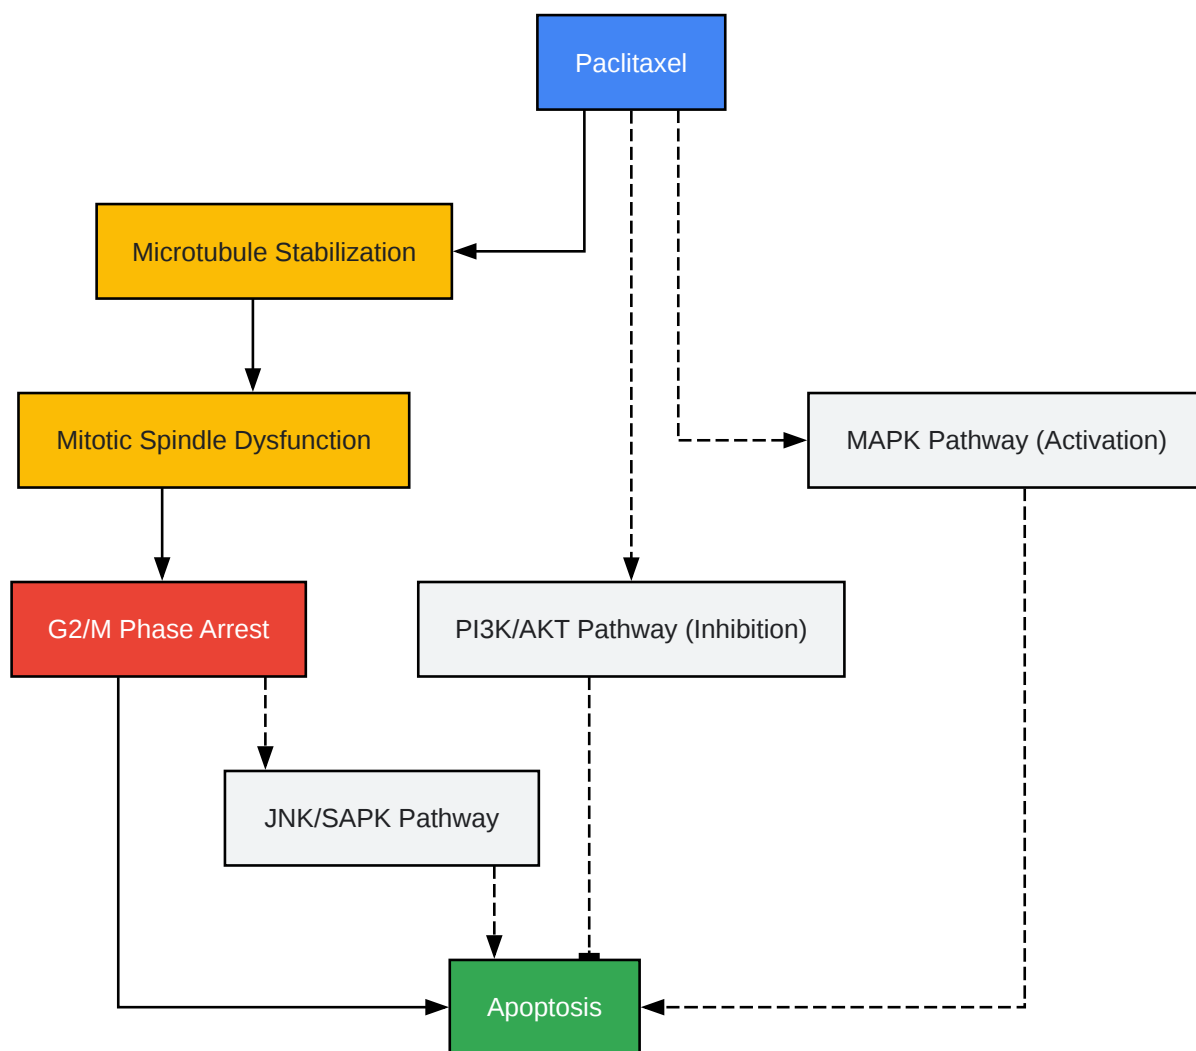 Paclitaxel
Microtubule Stabilization
Mitotic Spindle Dysfunction
MAPK Pathway (Activation)
G2/M Phase Arrest
PI3K/AKT Pathway (Inhibition)
JNK/SAPK Pathway
Apoptosis